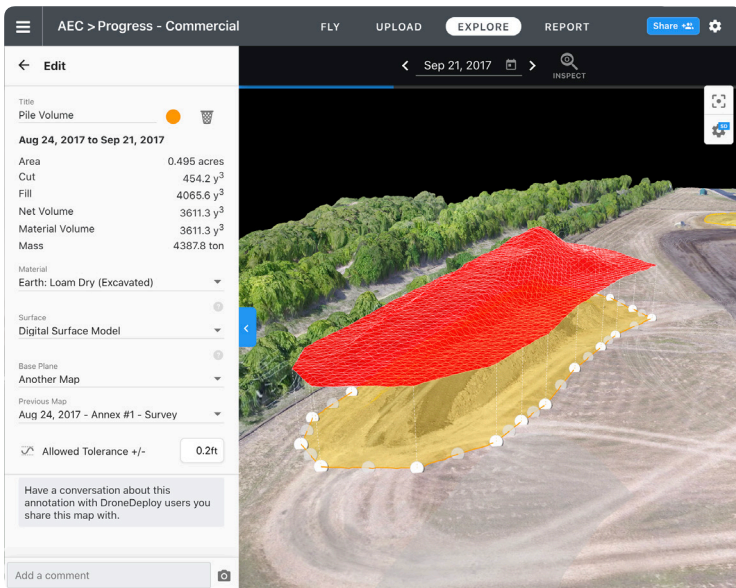 AEC > Progress - Commercial
FLY
UPLOAD
EXPLORE
REPORT
Share
Edit
Sep 21, 2017
INSPECT
Title
Pile Volume
Aug 24, 2017 to Sep 21, 2017
Area 0.495 acres
Cut 454.2 y³
Fill 4065.6 y³
Net Volume 3611.3 y³
Material Volume 3611.3 y³
Mass 4387.8 ton
Material
Earth: Loam Dry (Excavated)
?
Surface
Digital Surface Model
?
Base Plane
Another Map
Previous Map
Aug 24, 2017 - Annex #1 - Survey
Allowed Tolerance +/- 0.2ft
Have a conversation about this
annotation with DroneDeploy users you
share this map with.
Add a comment